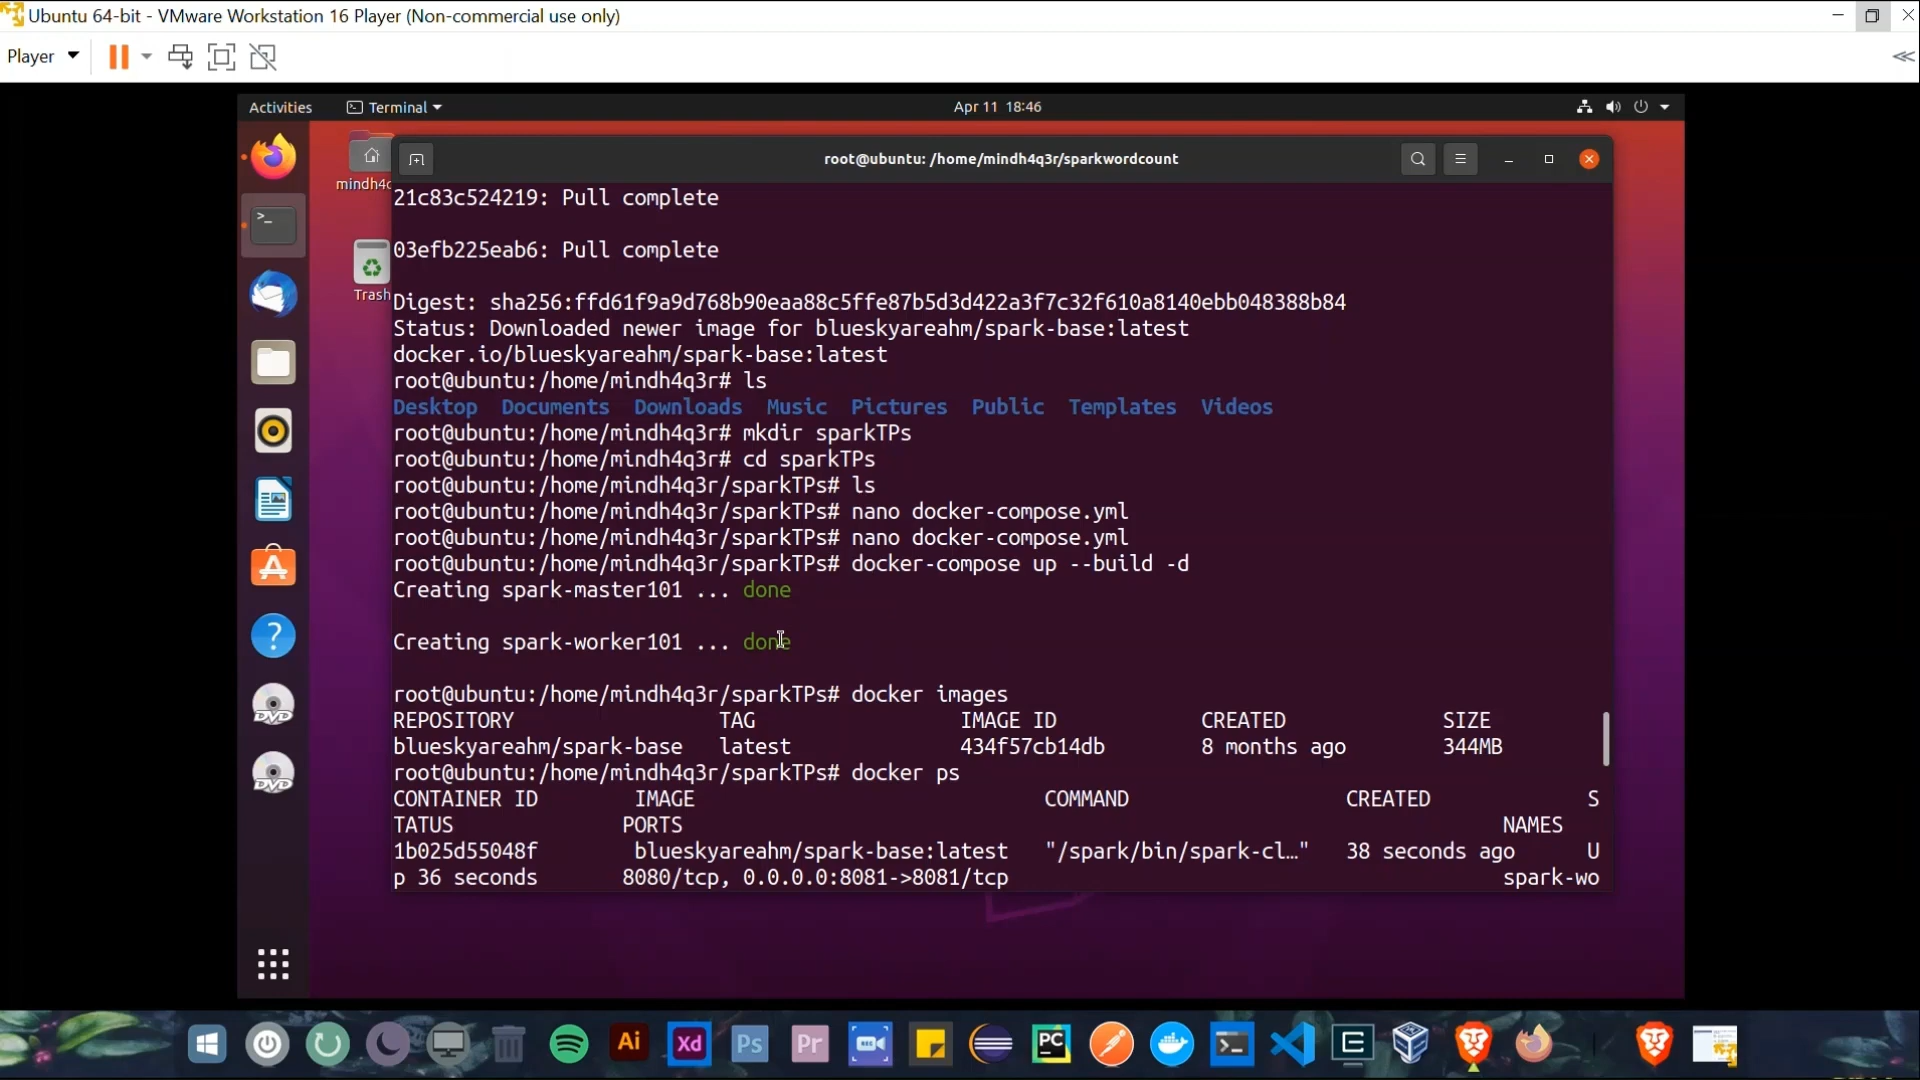 Ubuntu 64-bit - VMware Workstation 16 Player (Non-commercial use only)
Player
Activities
Terminal
Apr 11 18:46
root@ubuntu: /home/mindh4q3r/sparkwordcount
mindh4
Trash
21c83c524219: Pull complete
03efb225eab6: Pull complete
Digest: sha256:ffd61f9a9d768b90eaa88c5ffe87b5d3d422a3f7c32f610a8140ebb048388b84
Status: Downloaded newer image for blueskyareahm/spark-base:latest
docker.io/blueskyareahm/spark-base:latest
root@ubuntu:/home/mindh4q3r# ls
Desktop Documents Downloads Music Pictures Public Templates Videos
root@ubuntu:/home/mindh4q3r# mkdir sparkTPs
root@ubuntu:/home/mindh4q3r# cd sparkTPs
root@ubuntu:/home/mindh4q3r/sparkTPs# ls
root@ubuntu:/home/mindh4q3r/sparkTPs# nano docker-compose.yml
root@ubuntu:/home/mindh4q3r/sparkTPs# nano docker-compose.yml
root@ubuntu:/home/mindh4q3r/sparkTPs# docker-compose up --build -d
Creating spark-master101 ... done
Creating spark-worker101 ... done
root@ubuntu:/home/mindh4q3r/sparkTPs# docker images
REPOSITORY TAG IMAGE ID CREATED SIZE
blueskyareahm/spark-base latest 434f57cb14db 8 months ago 344MB
root@ubuntu:/home/mindh4q3r/sparkTPs# docker ps
CONTAINER ID IMAGE COMMAND CREATED S
TATUS PORTS NAMES
1b025d55048f blueskyareahm/spark-base:latest "/spark/bin/spark-cl…" 38 seconds ago U
p 36 seconds 8080/tcp, 0.0.0.0:8081->8081/tcp spark-wo
DVD
DVD
Ai
Xd
Ps
Pr
PC